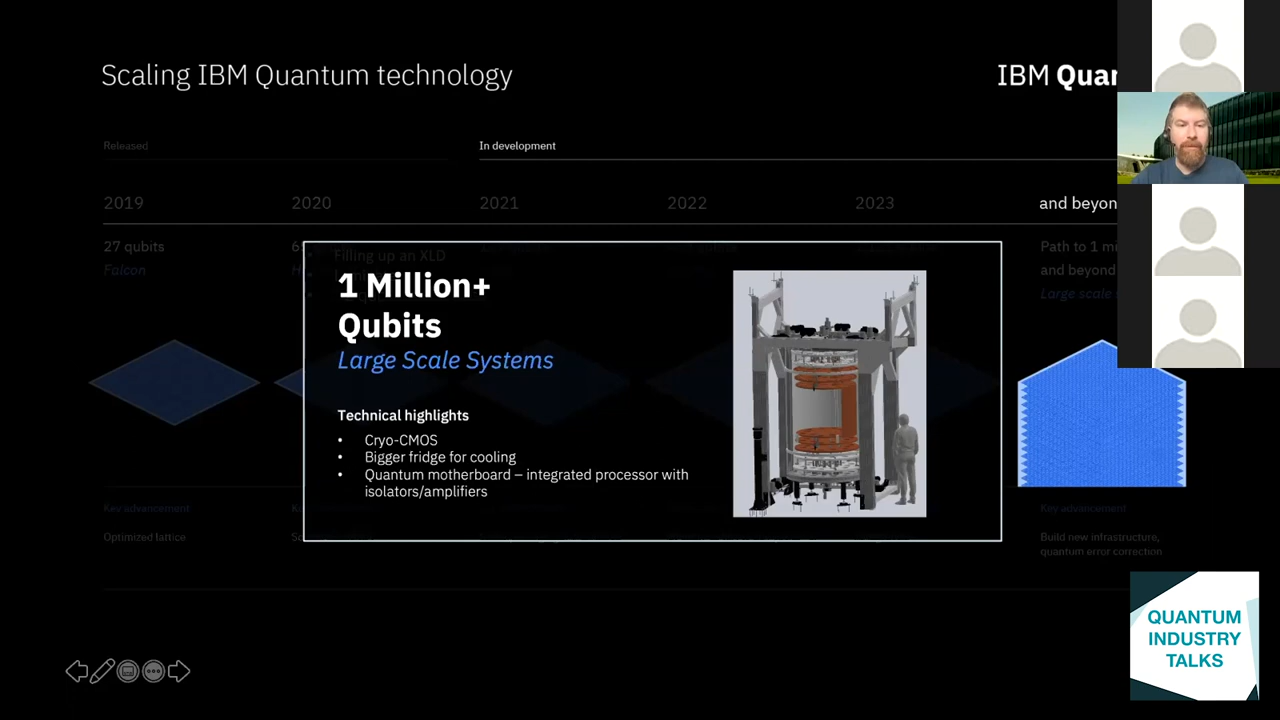 Scaling IBM Quantum technology
IBM Quan
Released
In development
2019
2020
2021
2022
2023
and beyon
27 qubits
Falcon
6
H
Path to 1 mi
and beyond
Large scale s
Filling up an XLD
1 Million+
Qubits
Large Scale Systems
Technical highlights
• Cryo-CMOS
• Bigger fridge for cooling
• Quantum motherboard – integrated processor with
isolators/amplifiers
Key advancement
Optimized lattice
Key advancement
Build new infrastructure,
quantum error correction
QUANTUM
INDUSTRY
TALKS